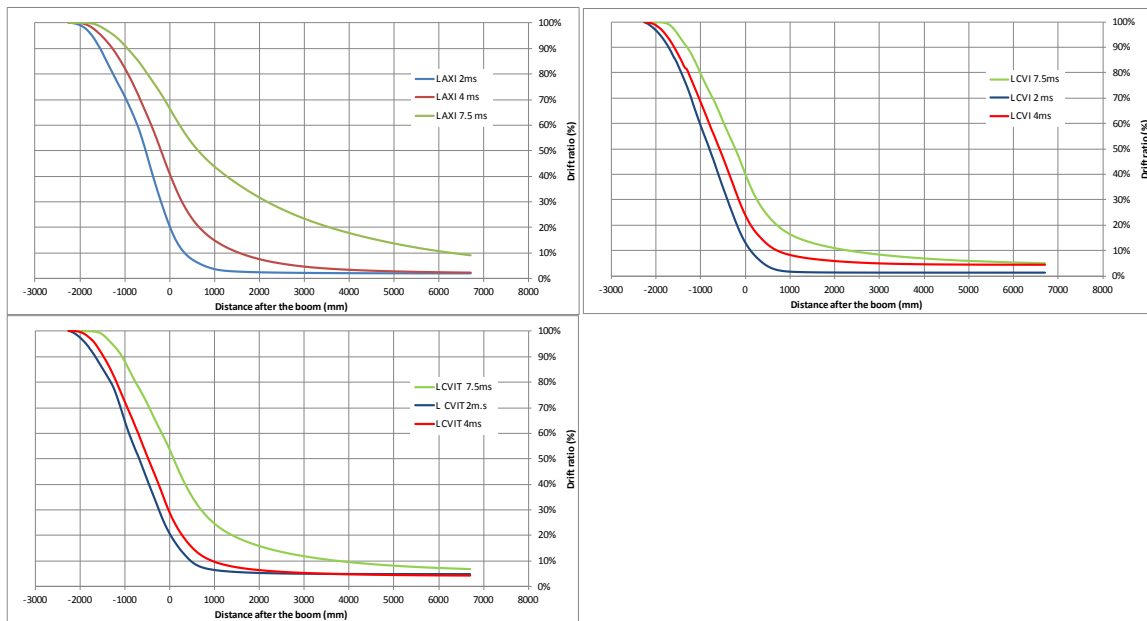 100%
90%
80%
70%
60%
50%
40%
30%
20%
10%
0%
Drift ratio (%)
LAXI 2ms
LAXI 4 ms
LAXI 7.5 ms
-3000 -2000 -1000 0 1000 2000 3000 4000 5000 6000 7000 8000
Distance after the boom (mm)
100%
90%
80%
70%
60%
50%
40%
30%
20%
10%
0%
Drift ratio (%)
LCVI 7.5ms
LCVI 2 ms
LCVI 4ms
-3000 -2000 -1000 0 1000 2000 3000 4000 5000 6000 7000 8000
Distance after the boom (mm)
100%
90%
80%
70%
60%
50%
40%
30%
20%
10%
0%
Drift ratio (%)
LCVIT 7.5ms
L CVIT 2m.s
LCVIT 4ms
-3000 -2000 -1000 0 1000 2000 3000 4000 5000 6000 7000 8000
Distance after the boom (mm)